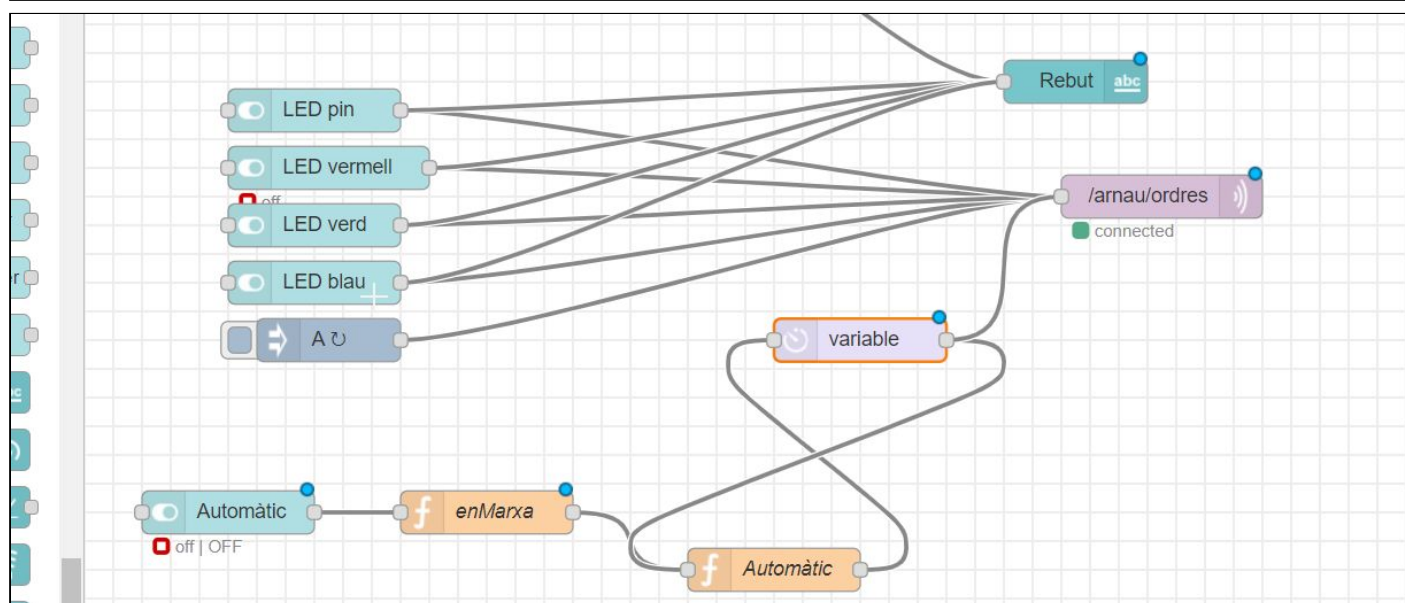 LED pin
Rebut
abc
LED vermell
off
/arnau/ordres
LED verd
connected
LED blau
A ↻
variable
Automàtic
enMarxa
off | OFF
Automàtic